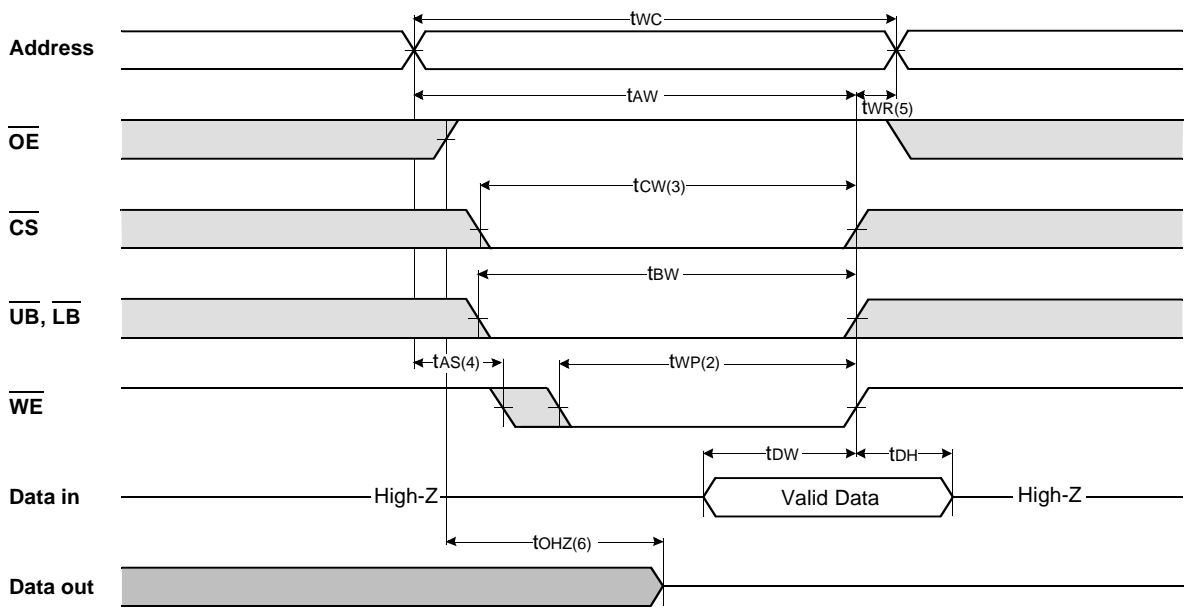 tWC
Address
tAW
tWR(5)
OE
tCW(3)
CS
tBW
UB, LB
tAS(4)
tWP(2)
WE
tDW
tDH
Data in
High-Z
Valid Data
High-Z
tOHZ(6)
Data out